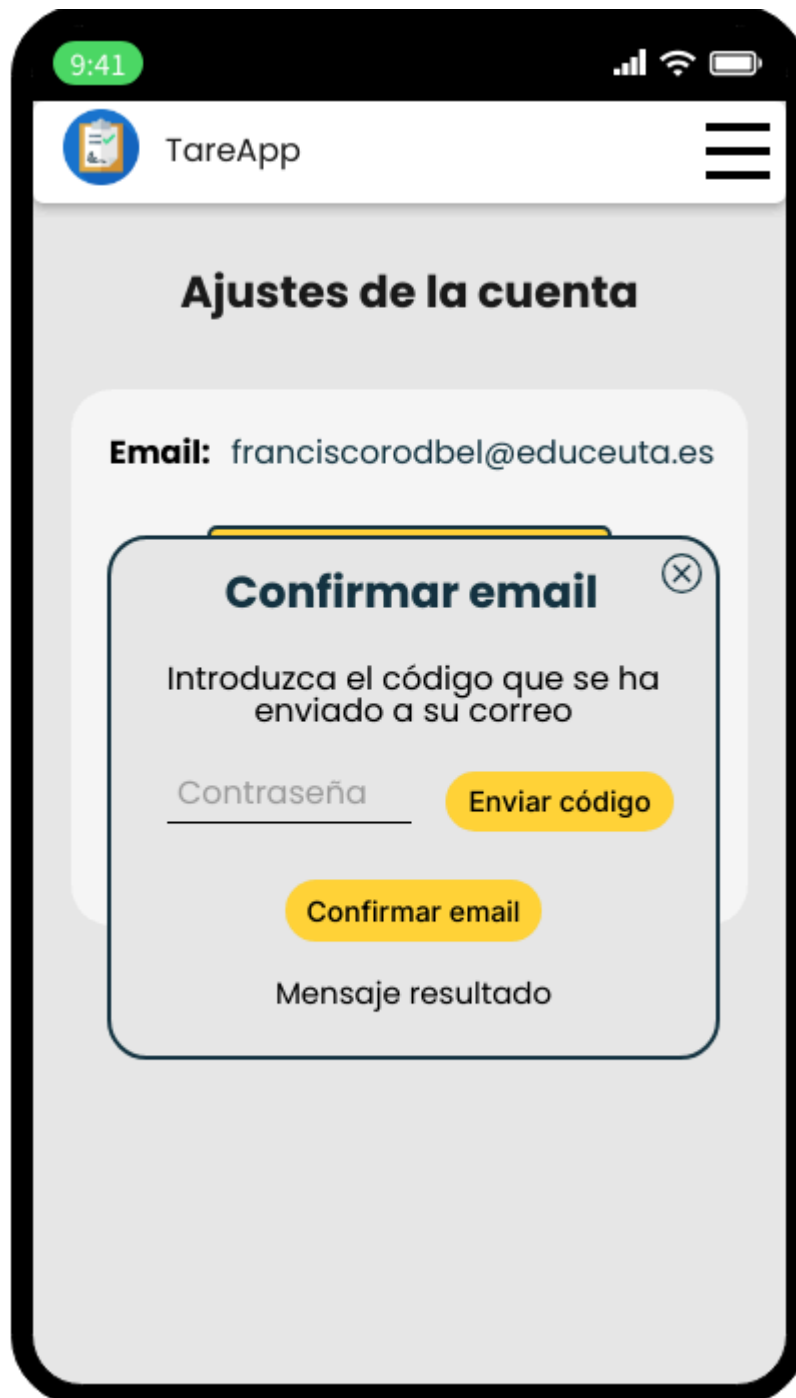 9:41
TareApp
Ajustes de la cuenta
Email: franciscorodbel@educeuta.es
Confirmar email
Introduzca el código que se ha
enviado a su correo
Contraseña
Enviar código
Confirmar email
Mensaje resultado